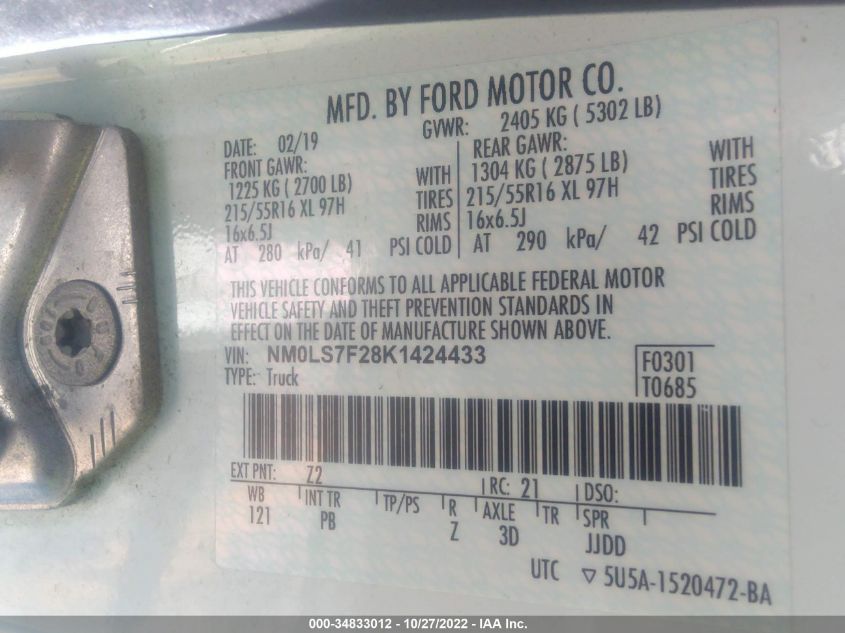 MFD. BY FORD MOTOR CO.
DATE: 02/19 GVWR: 2405 KG ( 5302 LB)
FRONT GAWR: REAR GAWR:
1225 KG ( 2700 LB) WITH 1304 KG ( 2875 LB) WITH
215/55R16 XL 97H TIRES 215/55R16 XL 97H TIRES
16x6.5J RIMS 16x6.5J RIMS
AT 280 kPa/ 41 PSI COLD AT 290 kPa/ 42 PSI COLD
THIS VEHICLE CONFORMS TO ALL APPLICABLE FEDERAL MOTOR
VEHICLE SAFETY AND THEFT PREVENTION STANDARDS IN
EFFECT ON THE DATE OF MANUFACTURE SHOWN ABOVE.
VIN: NM0LS7F28K1424433 F0301
TYPE: Truck T0685
EXT PNT: Z2 RC: 21 DSO:
WB INT TR TP/PS R AXLE TR SPR
121 PB Z 3D JJDD
UTC ▽ 5U5A-1520472-BA
000-34833012 - 10/27/2022 - IAA Inc.